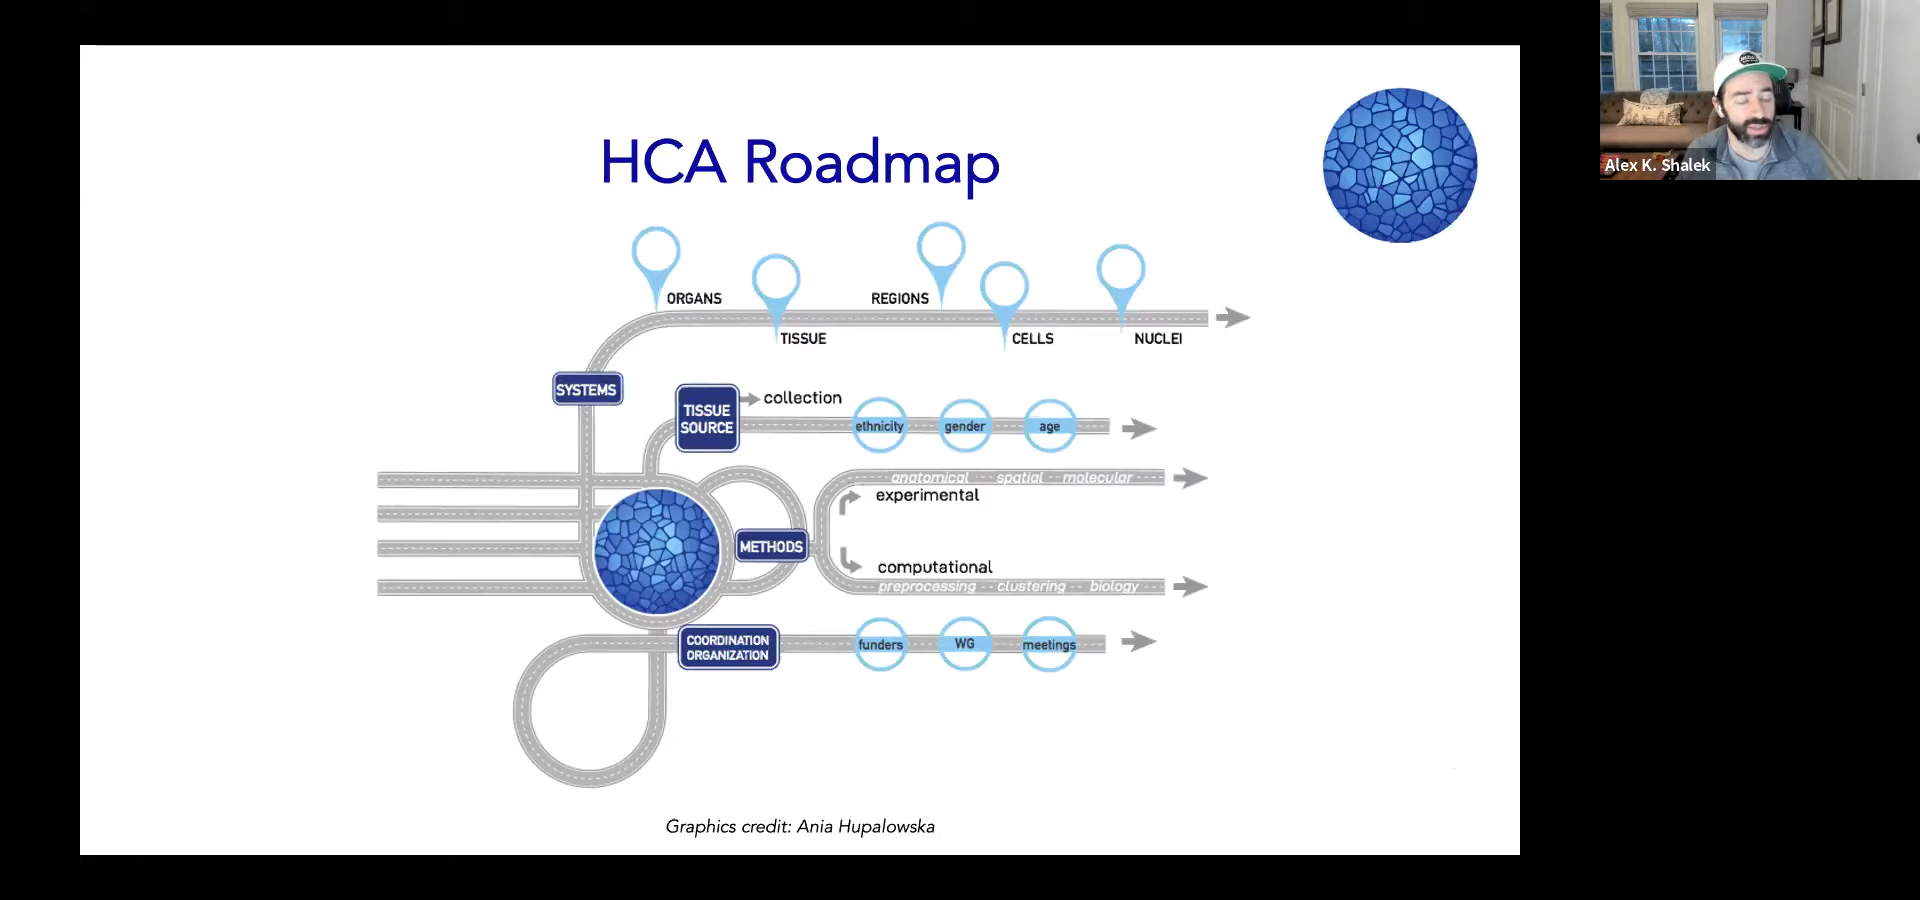 HCA Roadmap
ORGANS
REGIONS
TISSUE
CELLS
NUCLEI
SYSTEMS
TISSUE
SOURCE
collection
ethnicity
gender
age
anatomical spatial molecular
experimental
METHODS
computational
preprocessing clustering biology
COORDINATION
ORGANIZATION
funders
WG
meetings
Graphics credit: Ania Hupalowska
Alex K. Shalek